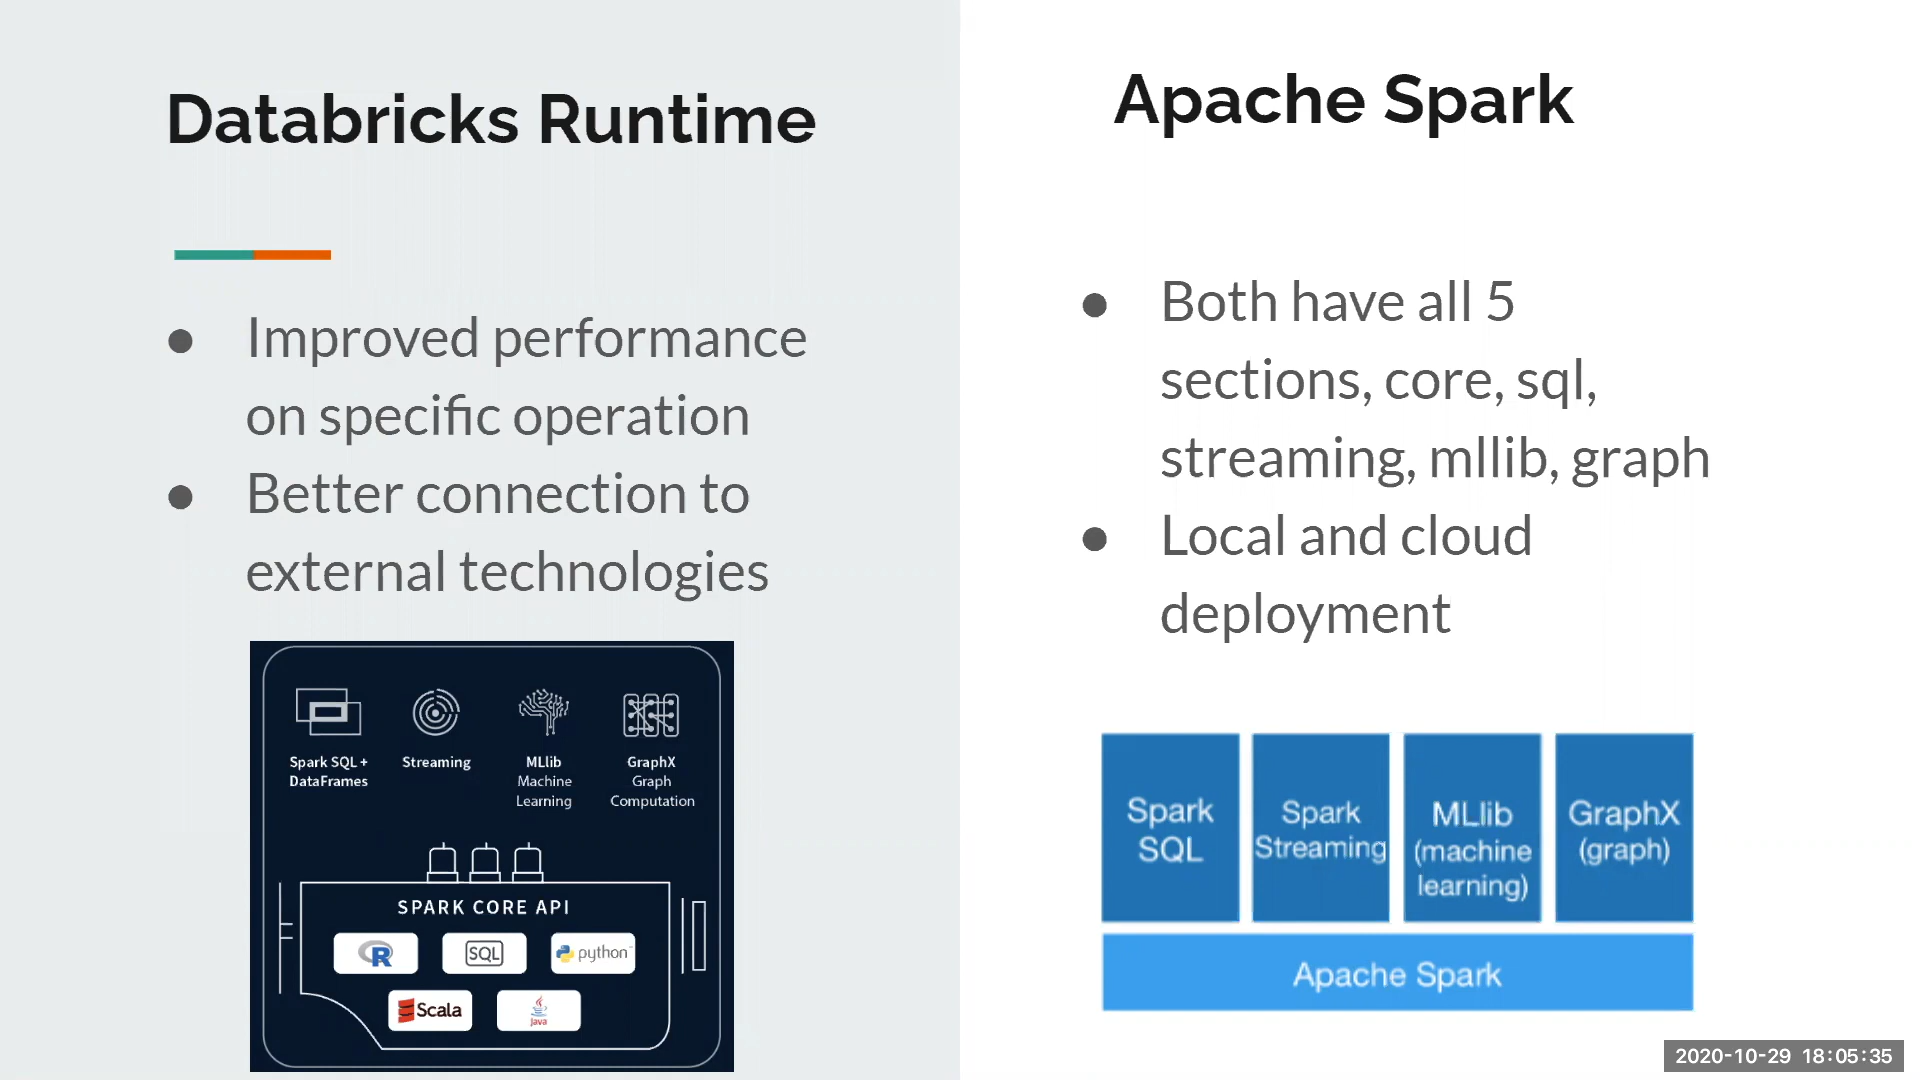 Databricks Runtime
● Improved performance
on specific operation
● Better connection to
external technologies
Spark SQL +
DataFrames
Streaming
MLlib
Machine
Learning
GraphX
Graph
Computation
SPARK CORE API
R
SQL
python
Scala
Java
Apache Spark
● Both have all 5
sections, core, sql,
streaming, mllib, graph
● Local and cloud
deployment
Spark
SQL
Spark
Streaming
MLlib
(machine
learning)
GraphX
(graph)
Apache Spark
2020-10-29 18:05:35